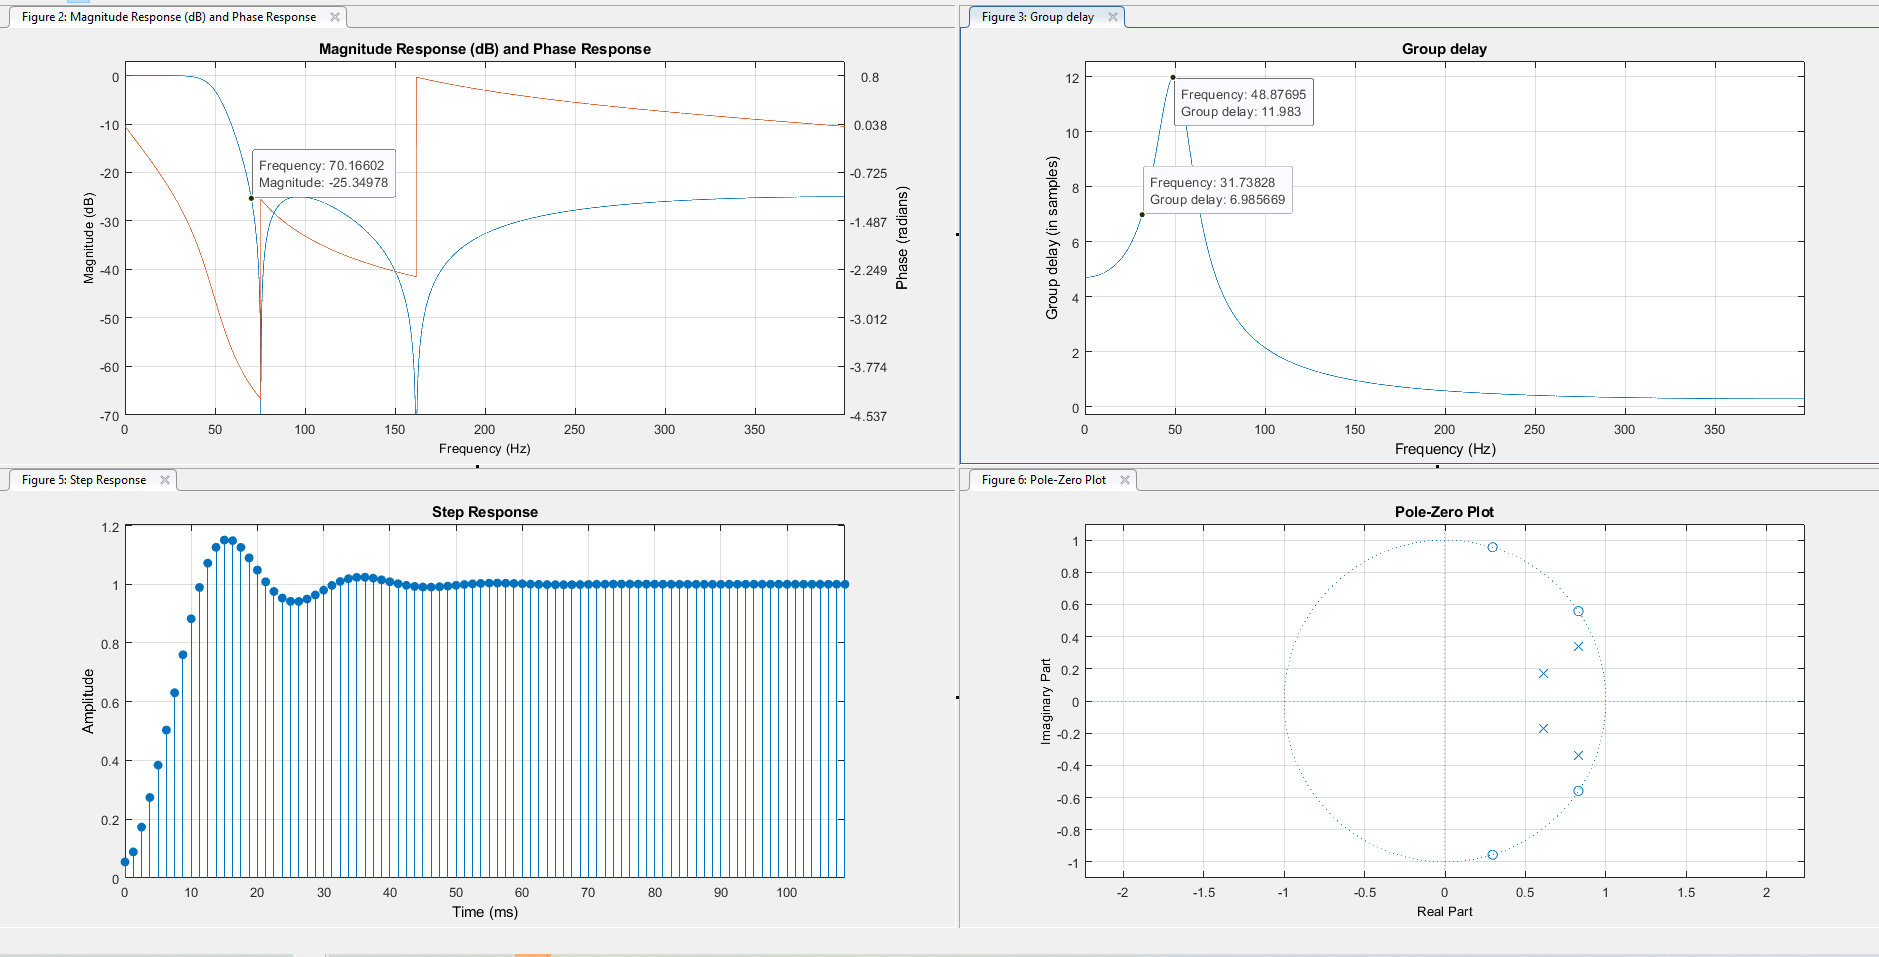 Figure 2: Magnitude Response (dB) and Phase Response
Magnitude Response (dB) and Phase Response
0
-10
-20
-30
-40
-50
-60
-70
Magnitude (dB)
Frequency: 70.16602
Magnitude: -25.34978
0.8
0.038
-0.725
-1.487
-2.249
-3.012
-3.774
-4.537
Phase (radians)
0 50 100 150 200 250 300 350
Frequency (Hz)
Figure 3: Group delay
Group delay
12
10
8
6
4
2
0
Group delay (in samples)
Frequency: 48.87695
Group delay: 11.983
Frequency: 31.73828
Group delay: 6.985669
0 50 100 150 200 250 300 350
Frequency (Hz)
Figure 5: Step Response
Step Response
1.2
1
0.8
0.6
0.4
0.2
0
Amplitude
0 10 20 30 40 50 60 70 80 90 100
Time (ms)
Figure 6: Pole-Zero Plot
Pole-Zero Plot
1
0.8
0.6
0.4
0.2
0
-0.2
-0.4
-0.6
-0.8
-1
Imaginary Part
-2 -1.5 -1 -0.5 0 0.5 1 1.5 2
Real Part